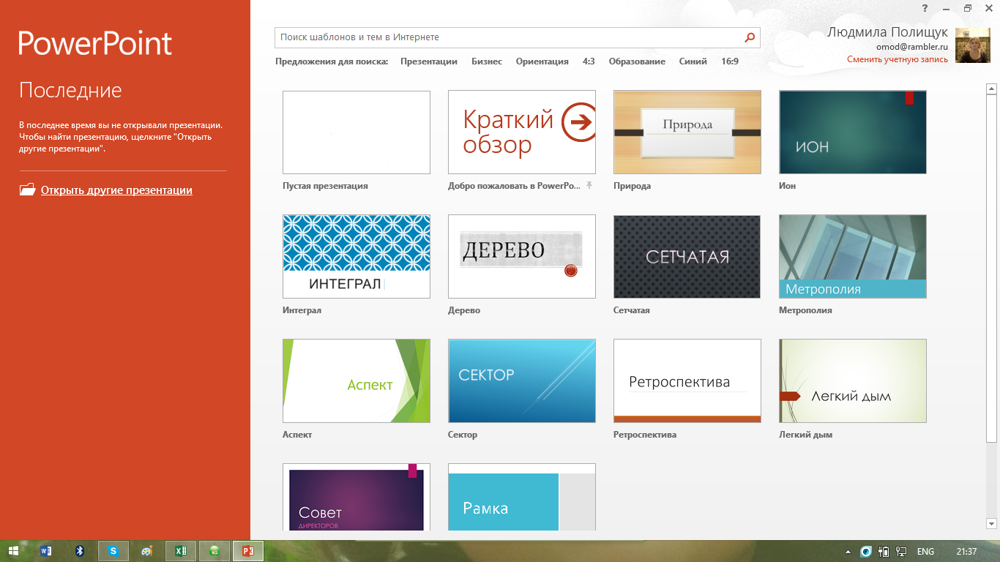 ?
PowerPoint
Последние
В последнее время вы не открывали презентации.
Чтобы найти презентацию, щелкните "Открыть
другие презентации".
Открыть другие презентации
Поиск шаблонов и тем в Интернете
Предложения для поиска: Презентации Бизнес Ориентация 4:3 Образование Синий 16:9
Людмила Полищук
omod@rambler.ru
Сменить учетную запись
Краткий
обзор
Природа
ИОН
Пустая презентация
Добро пожаловать в PowerPo...
Природа
Ион
ИНТЕГРАЛ
ДЕРЕВО
СЕТЧАТАЯ
Метрополия
Интеграл
Дерево
Сетчатая
Метрополия
Аспект
СЕКТОР
Ретроспектива
Легкий дым
Аспект
Сектор
Ретроспектива
Легкий дым
Совет
ДИРЕКТОРОВ
Рамка
ENG
21:37